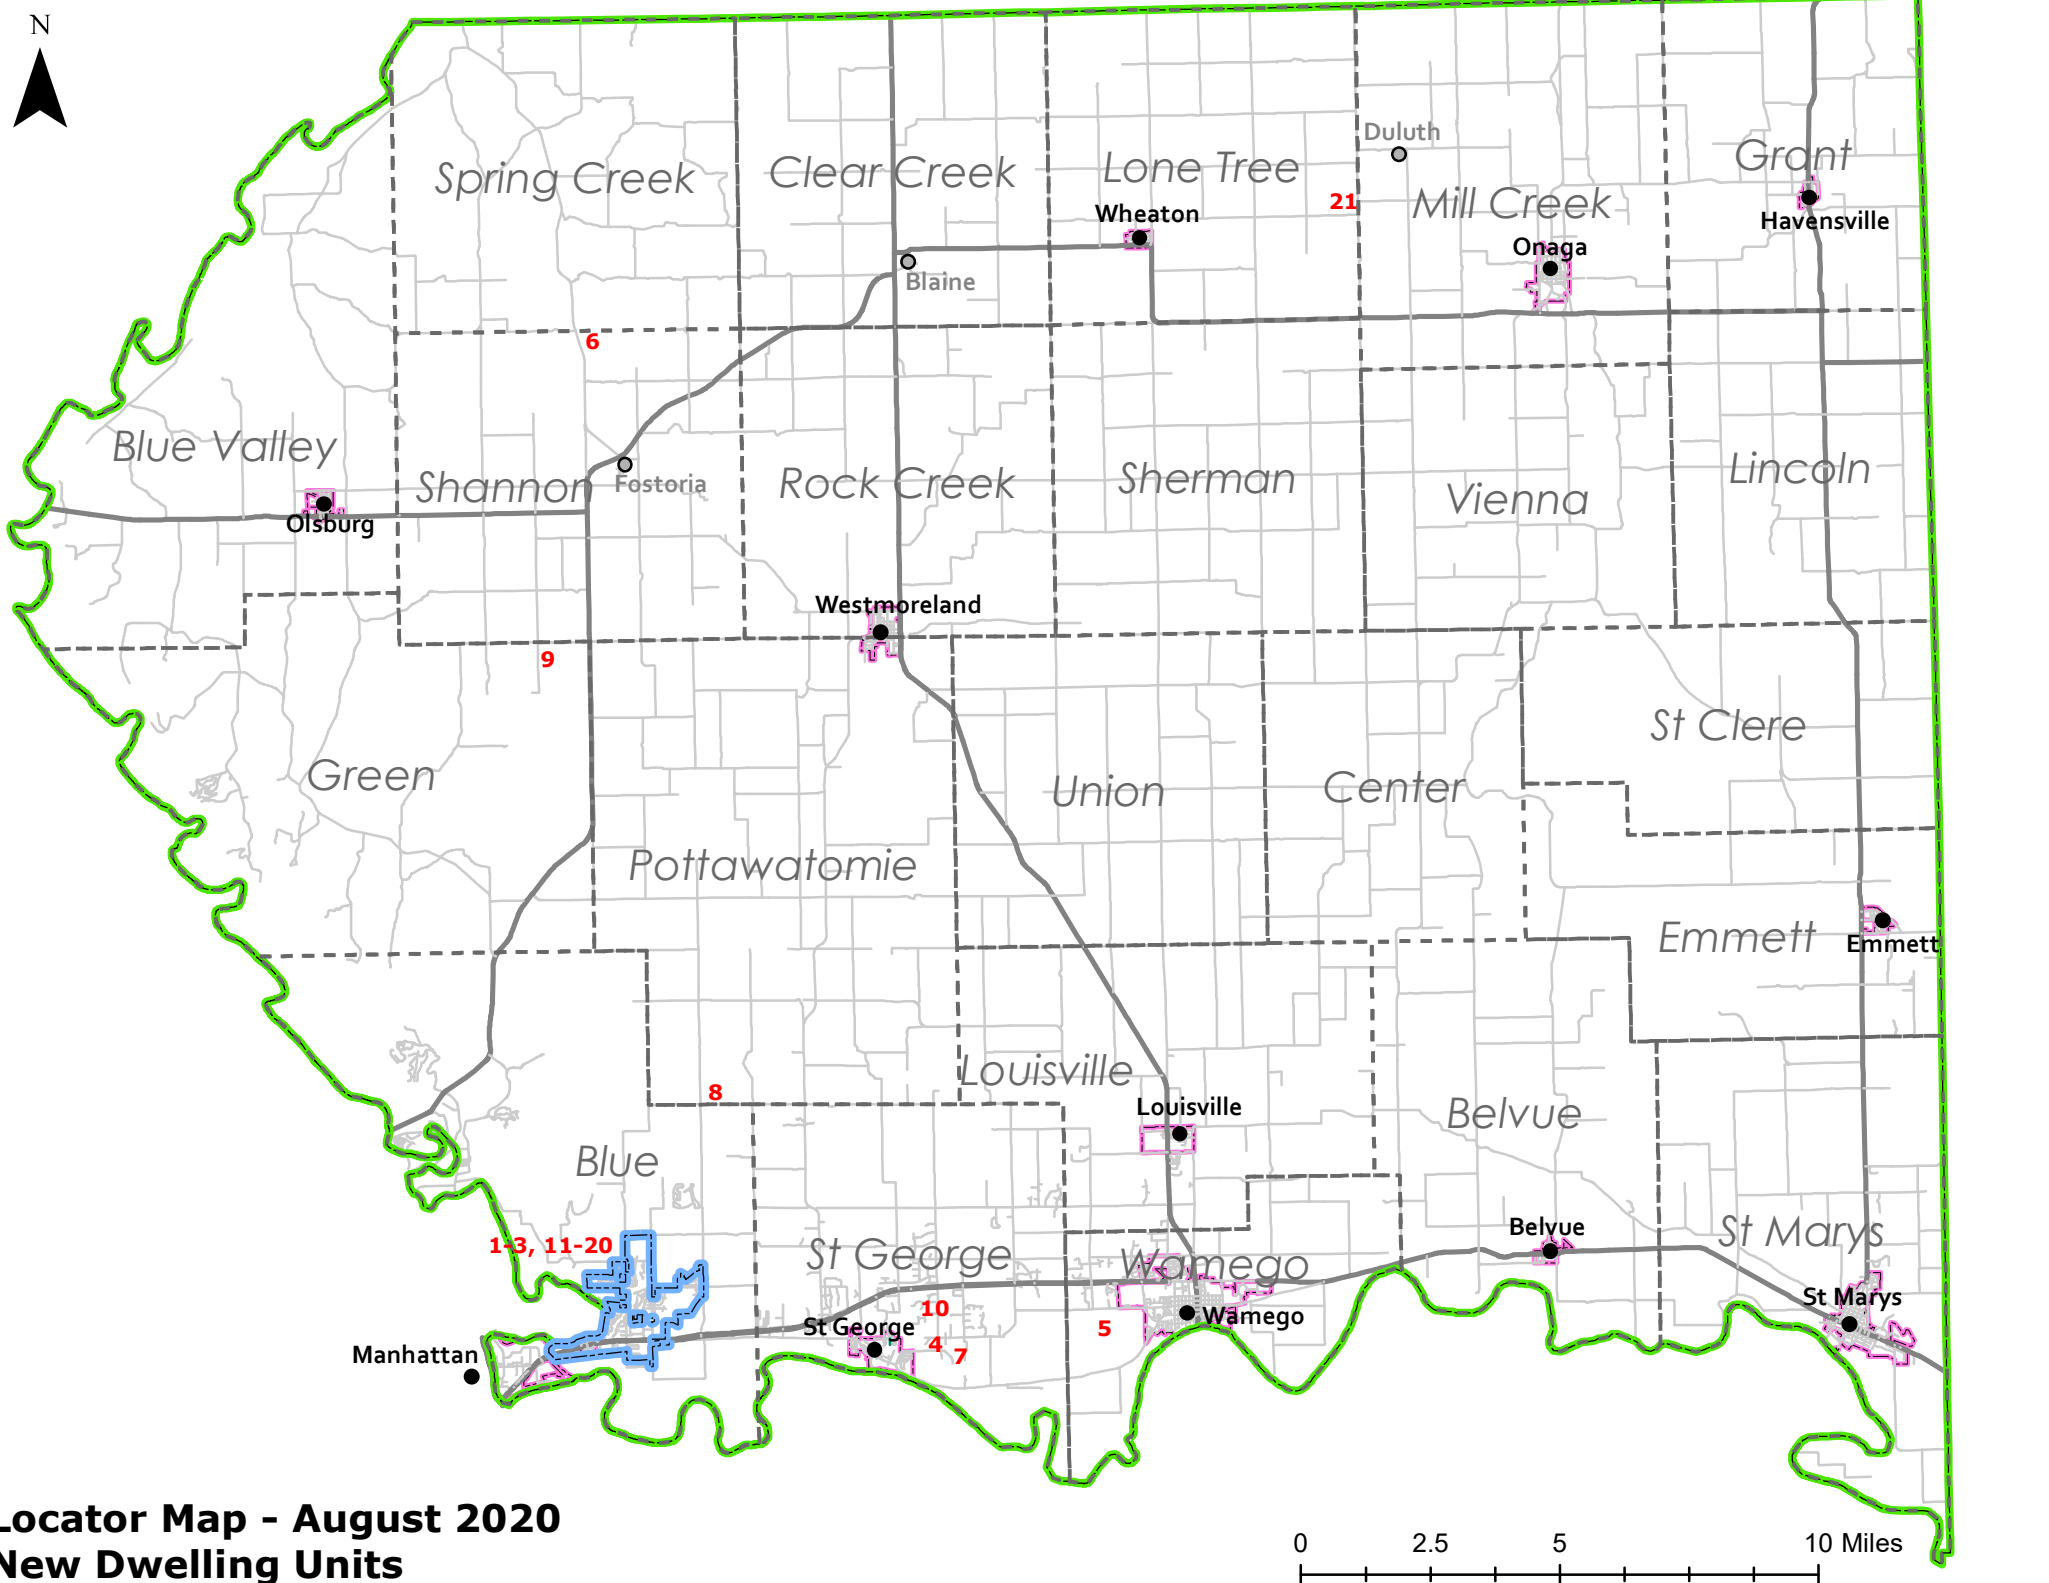 N
Duluth
Grant
Spring Creek
Clear Creek
Lone Tree
21
Mill Creek
Wheaton
Havensville
Onaga
Blaine
6
Blue Valley
Shannon
Fostoria
Rock Creek
Sherman
Vienna
Lincoln
Olsburg
Westmoreland
9
St Clere
Green
Union
Center
Pottawatomie
Emmett
Emmett
Louisville
8
Louisville
Belvue
Blue
Belvue
St Marys
1-3, 11-20
St George
Wamego
St Marys
10
Wamego
St George
5
4
7
Manhattan
Locator Map - August 2020
New Dwelling Units
0 2.5 5 10 Miles